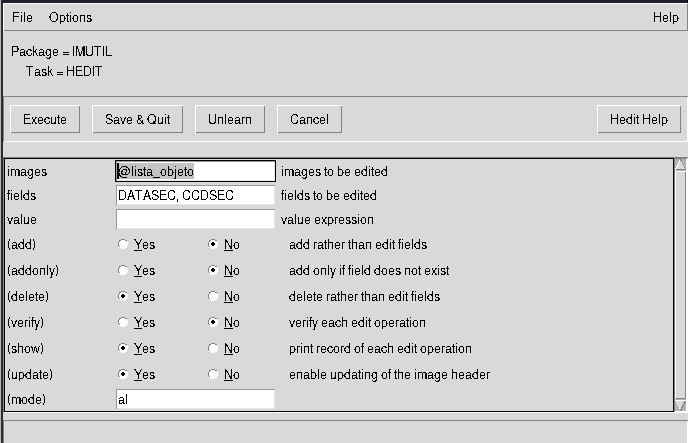 File Options Help
Package = IMUTIL
Task = HEDIT
Execute Save & Quit Unlearn Cancel Hedit Help
images @lista_objeto images to be edited
fields DATASEC, CCDSEC fields to be edited
value value expression
(add) Yes No add rather than edit fields
(addonly) Yes No add only if field does not exist
(delete) Yes No delete rather than edit fields
(verify) Yes No verify each edit operation
(show) Yes No print record of each edit operation
(update) Yes No enable updating of the image header
(mode) al